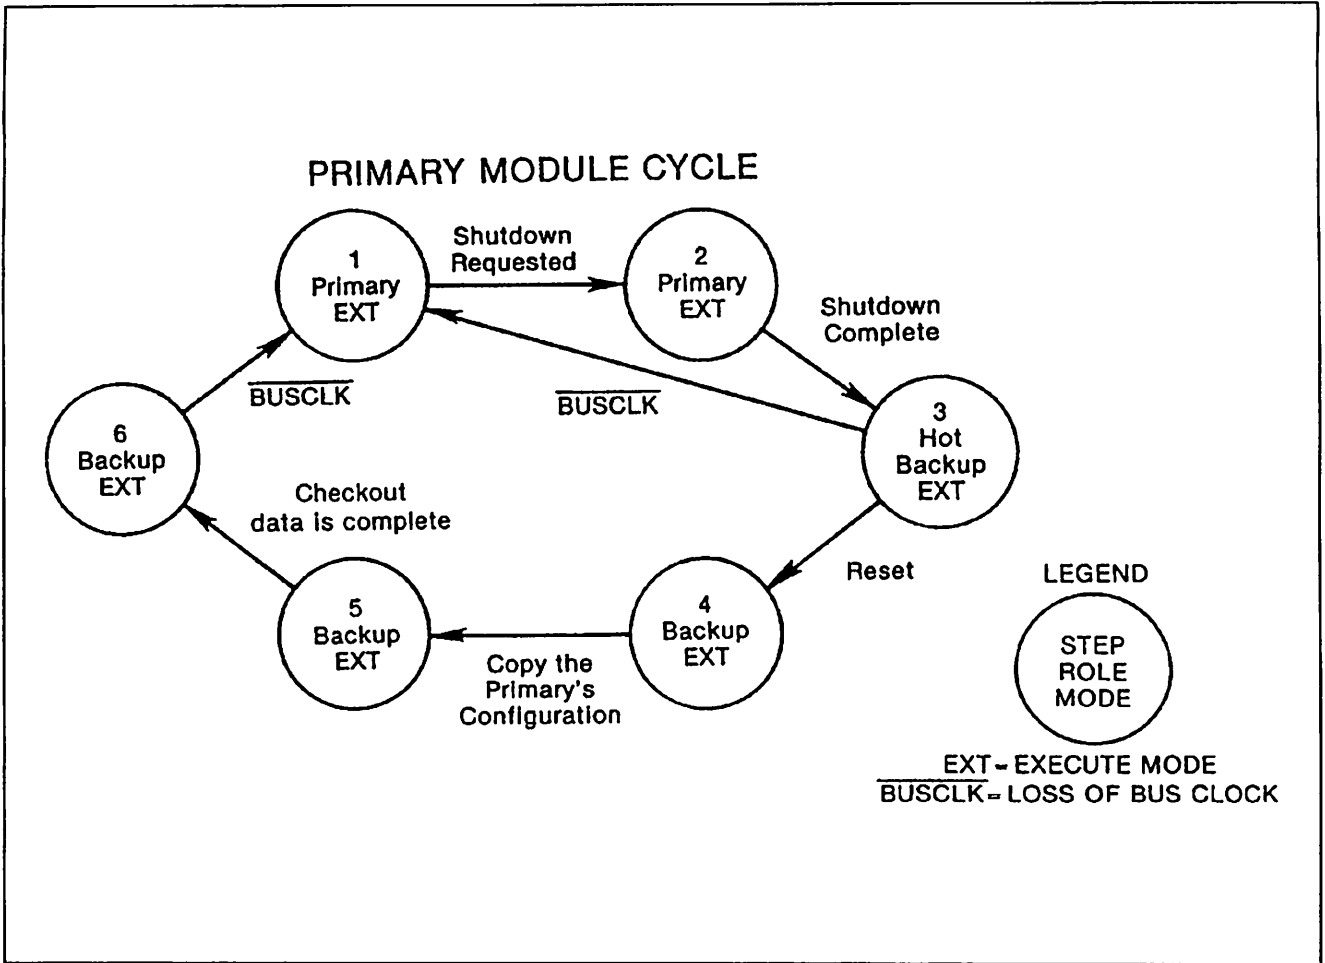 PRIMARY MODULE CYCLE
1
Primary
EXT
Shutdown
Requested
2
Primary
EXT
Shutdown
Complete
BUSCLK
BUSCLK
3
Hot
Backup
EXT
6
Backup
EXT
Checkout
data is complete
Reset
5
Backup
EXT
4
Backup
EXT
Copy the
Primary's
Configuration
LEGEND
STEP
ROLE
MODE
EXT - EXECUTE MODE
BUSCLK - LOSS OF BUS CLOCK